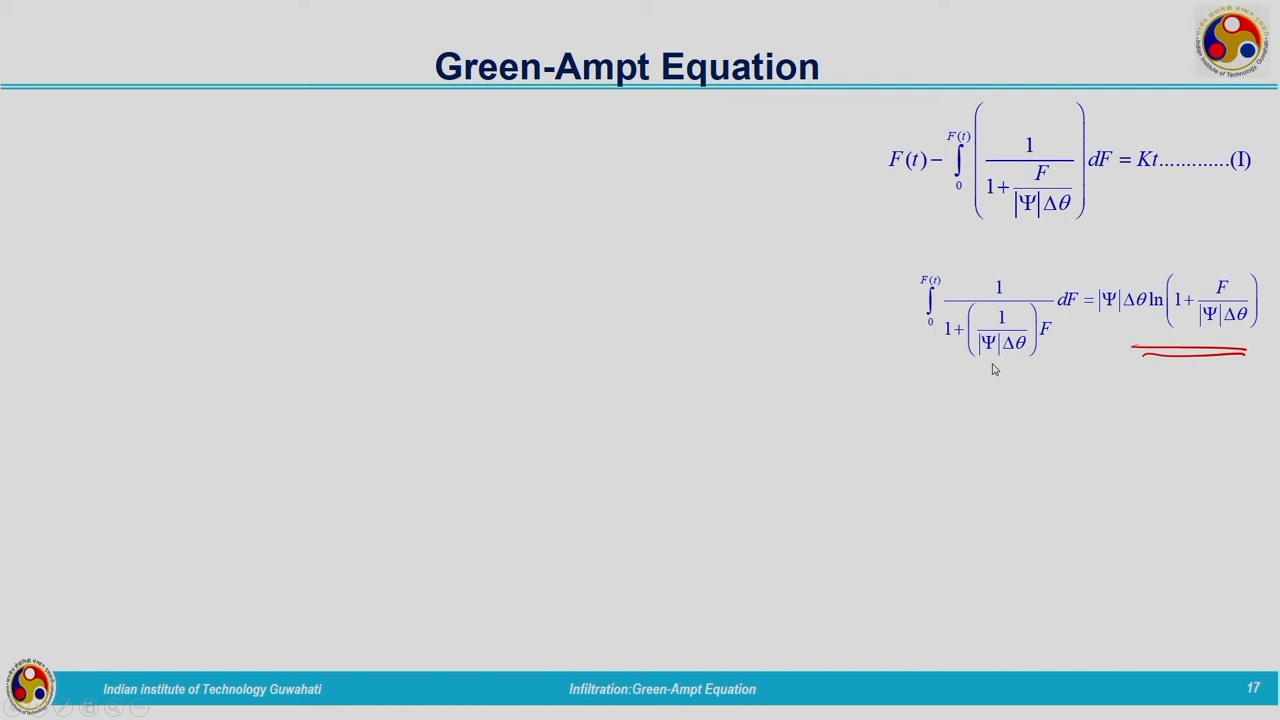 Green-Ampt Equation
F(t) − ∫₀^{F(t)} ( 1 / (1 + F / (|Ψ| Δθ)) ) dF = Kt.............(I)
∫₀^{F(t)} 1 / (1 + (1 / (|Ψ| Δθ)) F) dF = |Ψ| Δθ ln(1 + F / (|Ψ| Δθ))
Indian institute of Technology Guwahati
Infiltration:Green-Ampt Equation
17